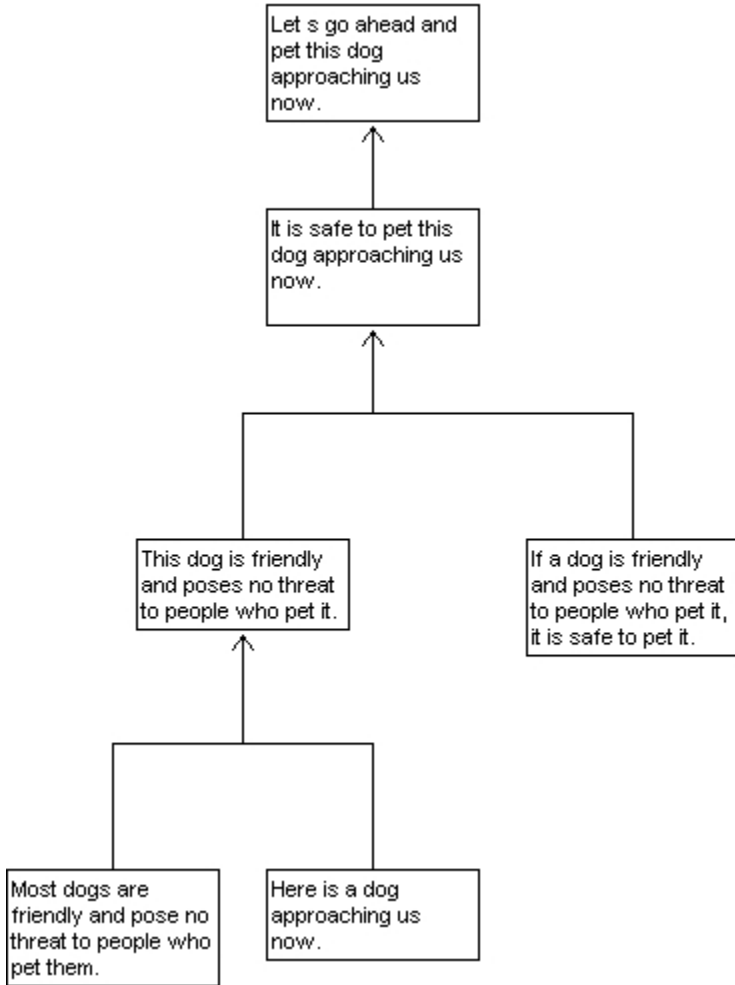 Let s go ahead and
pet this dog
approaching us
now.
It is safe to pet this
dog approaching us
now.
This dog is friendly
and poses no threat
to people who pet it.
If a dog is friendly
and poses no threat
to people who pet it,
it is safe to pet it.
Most dogs are
friendly and pose no
threat to people who
pet them.
Here is a dog
approaching us
now.